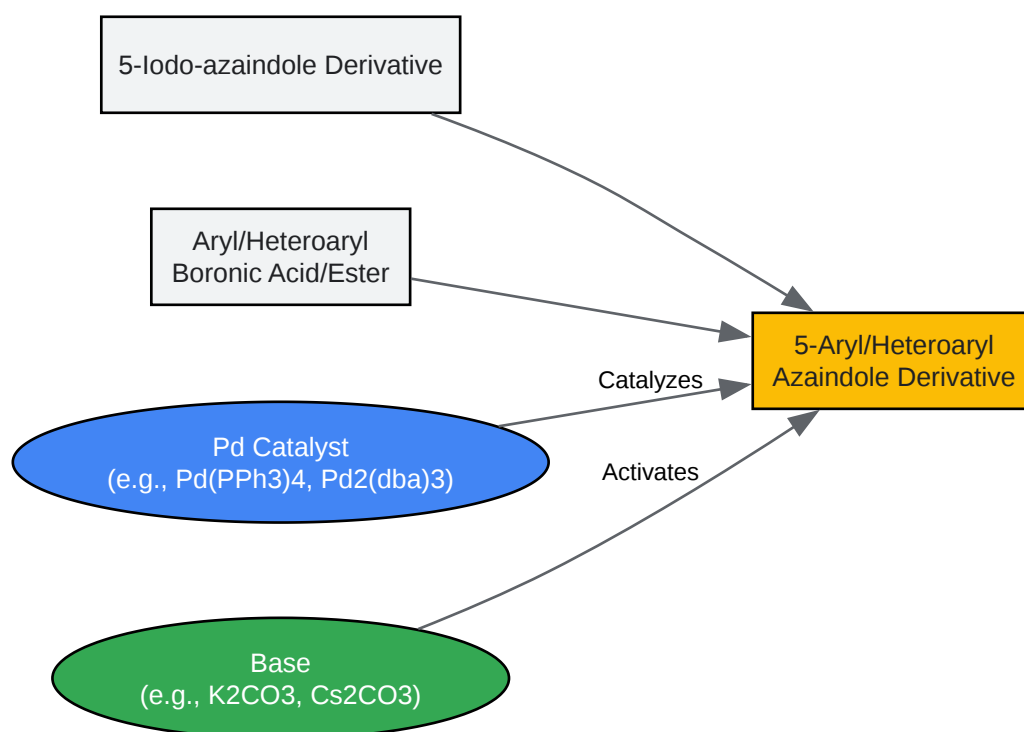 5-Iodo-azaindole Derivative
Aryl/Heteroaryl
Boronic Acid/Ester
5-Aryl/Heteroaryl
Azaindole Derivative
Catalyzes
Pd Catalyst
(e.g., Pd(PPh3)4, Pd2(dba)3)
Activates
Base
(e.g., K2CO3, Cs2CO3)